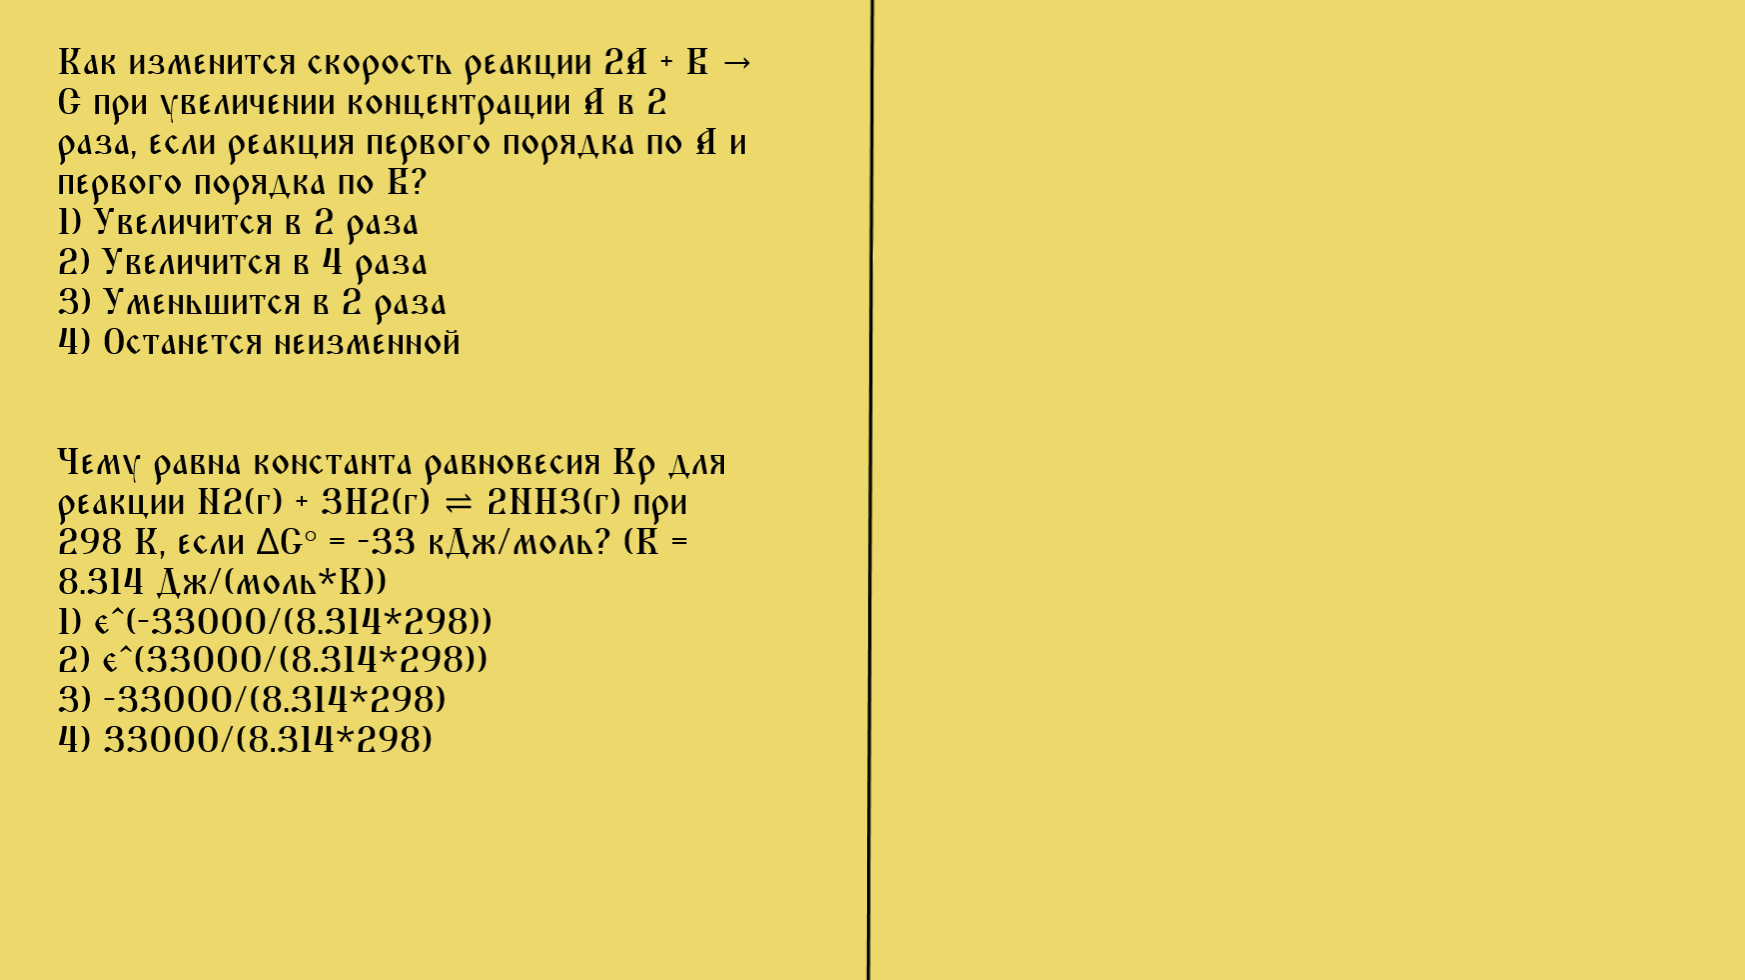 Как изменится скорость реакции 2A + B →
C при увеличении концентрации A в 2
раза, если реакция первого порядка по A и
первого порядка по B?
1) Увеличится в 2 раза
2) Увеличится в 4 раза
3) Уменьшится в 2 раза
4) Останется неизменной
Чему равна константа равновесия Kp для
реакции N2(г) + 3H2(г) ⇌ 2NH3(г) при
298 K, если ΔG° = -33 кДж/моль? (R =
8.314 Дж/(моль*K))
1) e^(-33000/(8.314*298))
2) e^(33000/(8.314*298))
3) -33000/(8.314*298)
4) 33000/(8.314*298)